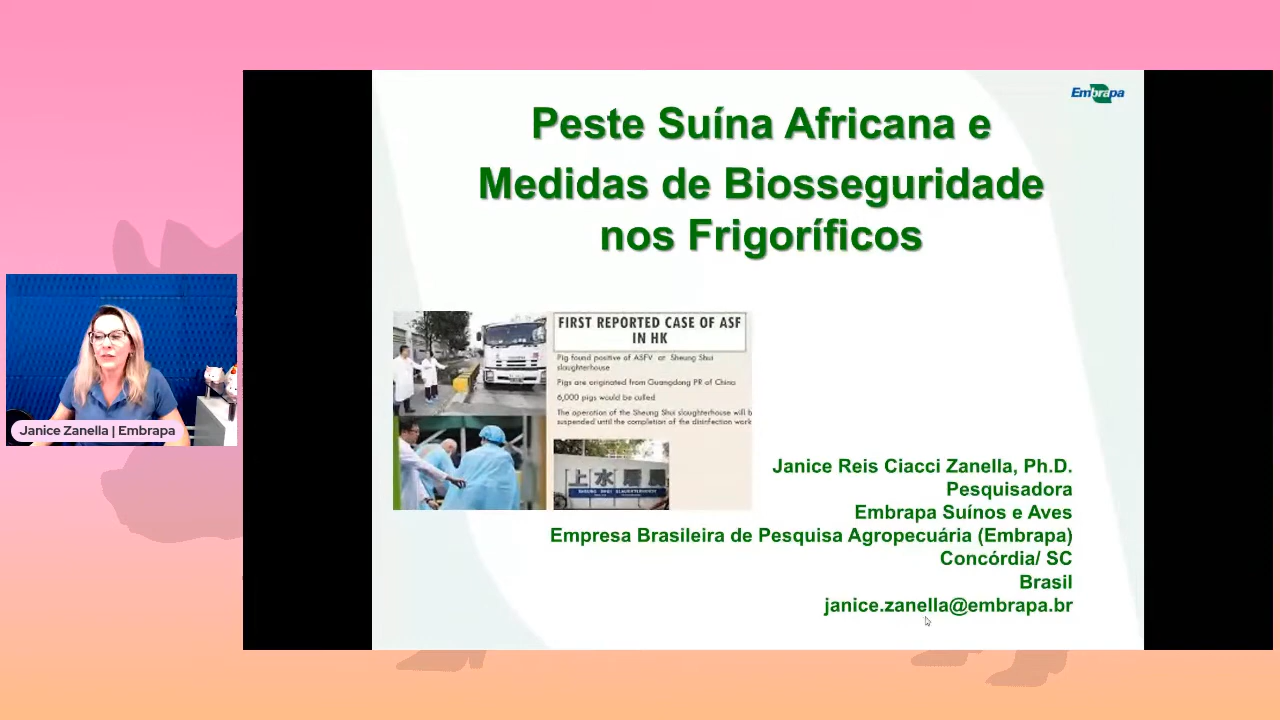 Embrapa
Peste Suína Africana e
Medidas de Biosseguridade
nos Frigoríficos
FIRST REPORTED CASE OF ASF
IN HK
Pig found positive of ASFV at Sheung Shui
slaughterhouse
Pigs are originated from Guangdong PR of China
6,000 pigs would be culled
The operation of the Sheung Shui slaughterhouse will b
suspended until the completion of the disinfection work
上水屠房
SHEUNG SHUI SLAUGHTERHOUSE
Janice Reis Ciacci Zanella, Ph.D.
Pesquisadora
Embrapa Suínos e Aves
Empresa Brasileira de Pesquisa Agropecuária (Embrapa)
Concórdia/ SC
Brasil
janice.zanella@embrapa.br
Janice Zanella | Embrapa